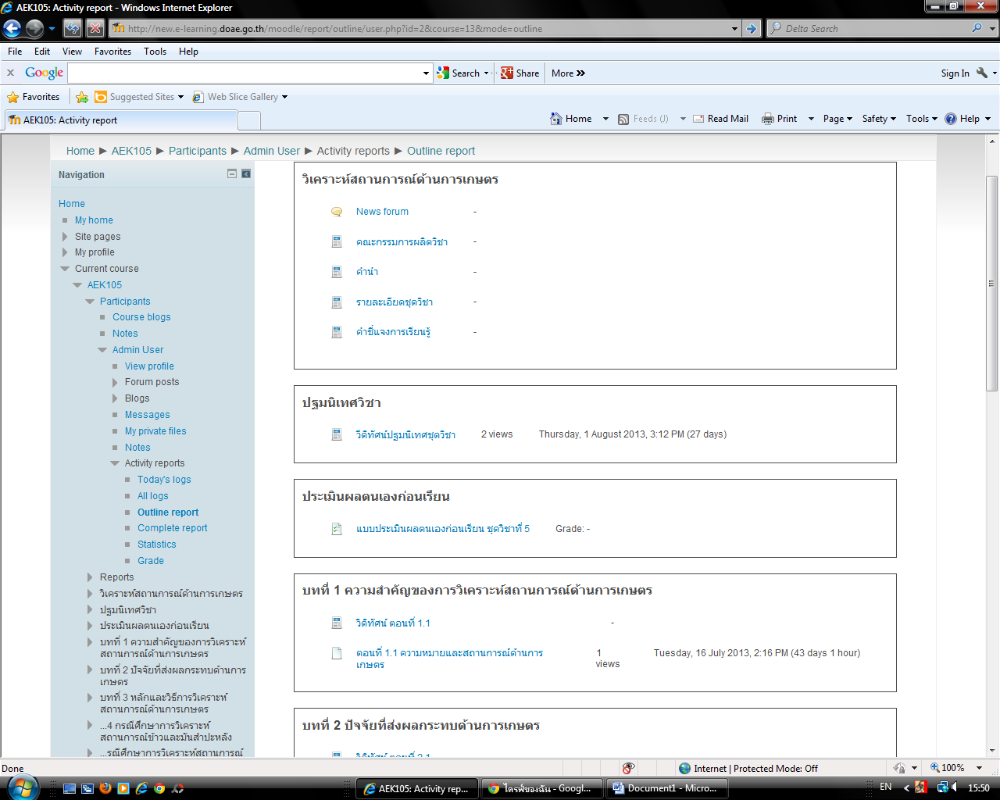 AEK105: Activity report - Windows Internet Explorer
http://new.e-learning.doae.go.th/moodle/report/outline/user.php?id=2&course=13&mode=outline
Delta Search
File Edit View Favorites Tools Help
x Google Search Share More » Sign In
Favorites Suggested Sites Web Slice Gallery
AEK105: Activity report Home Feeds (J) Read Mail Print Page Safety Tools Help
Home ► AEK105 ► Participants ► Admin User ► Activity reports ► Outline report
Navigation
Home
My home
Site pages
My profile
Current course
AEK105
Participants
Course blogs
Notes
Admin User
View profile
Forum posts
Blogs
Messages
My private files
Notes
Activity reports
Today's logs
All logs
Outline report
Complete report
Statistics
Grade
Reports
วิเคราะห์สถานการณ์ด้านการเกษตร
ปฐมนิเทศวิชา
ประเมินผลตนเองก่อนเรียน
บทที่ 1 ความสำคัญของการวิเคราะห์
สถานการณ์ด้านการเกษตร
บทที่ 2 ปัจจัยที่ส่งผลกระทบด้านการ
เกษตร
บทที่ 3 หลักและวิธีการวิเคราะห์
สถานการณ์ด้านการเกษตร
...4 กรณีศึกษาการวิเคราะห์
สถานการณ์ข้าวและมันสำปะหลัง
...รณีศึกษาการวิเคราะห์สถานการณ์
วิเคราะห์สถานการณ์ด้านการเกษตร
News forum -
คณะกรรมการผลิตวิชา -
คำนำ -
รายละเอียดชุดวิชา -
คำชี้แจงการเรียนรู้ -
ปฐมนิเทศวิชา
วีดิทัศน์ปฐมนิเทศชุดวิชา 2 views Thursday, 1 August 2013, 3:12 PM (27 days)
ประเมินผลตนเองก่อนเรียน
แบบประเมินผลตนเองก่อนเรียน ชุดวิชาที่ 5 Grade: -
บทที่ 1 ความสำคัญของการวิเคราะห์สถานการณ์ด้านการเกษตร
วิดิทัศน์ ตอนที่ 1.1 -
ตอนที่ 1.1 ความหมายและสถานการณ์ด้านการ 1 Tuesday, 16 July 2013, 2:16 PM (43 days 1 hour)
เกษตร views
บทที่ 2 ปัจจัยที่ส่งผลกระทบด้านการเกษตร
วิดิทัศน์ ตอนที่ 2.1
Done Internet | Protected Mode: Off 100%
AEK105: Activity rep... ไดรฟ์ของฉัน - Googl... Document1 - Micro... EN 15:50